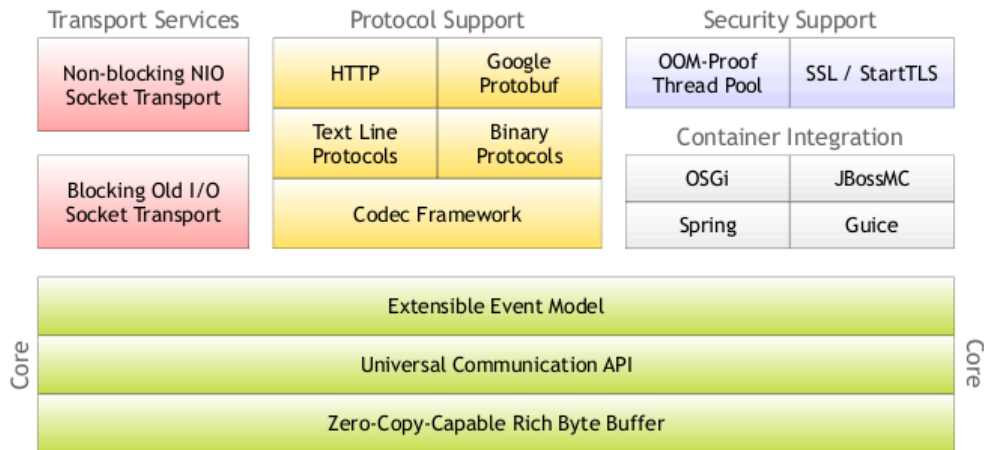 Transport Services
Non-blocking NIO
Socket Transport
Blocking Old I/O
Socket Transport
Protocol Support
HTTP
Google
Protobuf
Text Line
Protocols
Binary
Protocols
Codec Framework
Security Support
OOM-Proof
Thread Pool
SSL / StartTLS
Container Integration
OSGi
JBossMC
Spring
Guice
Core
Extensible Event Model
Universal Communication API
Zero-Copy-Capable Rich Byte Buffer
Core